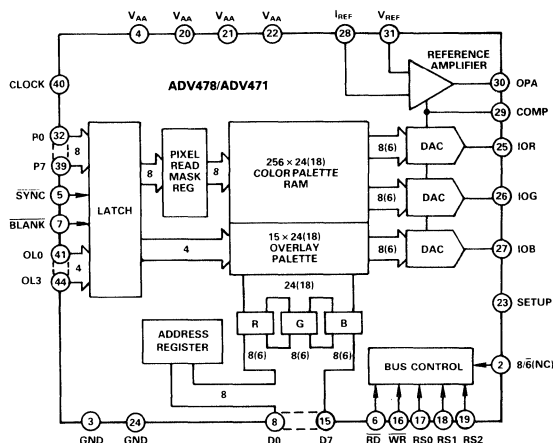 VAA VAA VAA VAA IREF VREF
4 20 21 22 28 31
REFERENCE
AMPLIFIER
ADV478/ADV471
CLOCK 40
30 OPA
29 COMP
P0 32
8
P7 39
SYNC 5
BLANK 7
OL0 41
4
OL3 44
LATCH
8
PIXEL
READ
MASK
REG
8
4
256 × 24(18)
COLOR PALETTE
RAM
15 × 24(18)
OVERLAY
PALETTE
8(6) DAC 25 IOR
8(6) DAC 26 IOG
8(6) DAC 27 IOB
24(18)
R G B
8(6) 8(6) 8(6)
23 SETUP
ADDRESS
REGISTER
8
BUS CONTROL
2 8/6(NC)
3 24 8 15 6 16 17 18 19
GND GND D0 D7 RD WR RS0 RS1 RS2